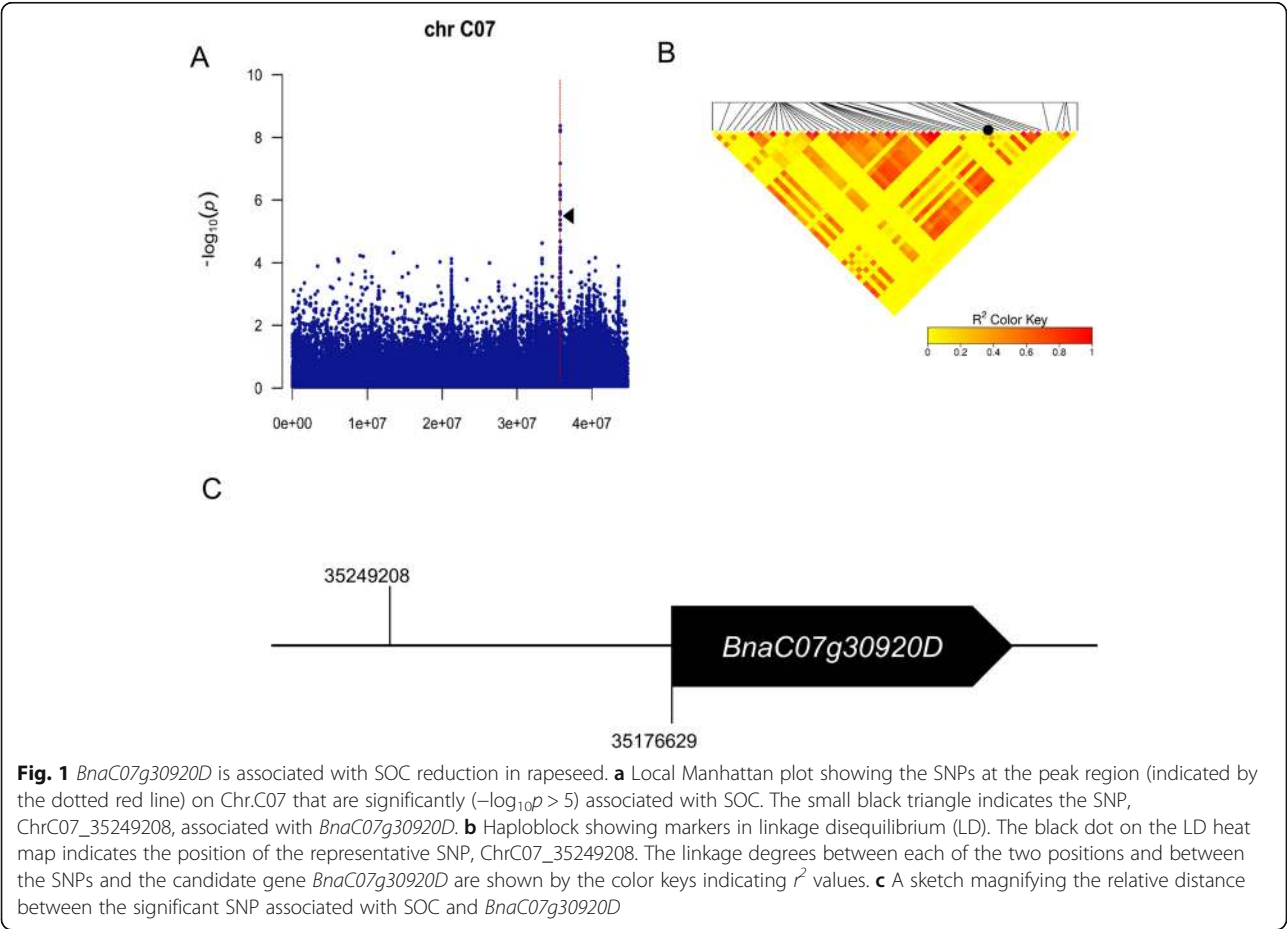 chr C07
A
B
-log10(p)
10
8
6
4
2
0
0e+00 1e+07 2e+07 3e+07 4e+07
R2 Color Key
0 0.2 0.4 0.6 0.8 1
C
35249208
BnaC07g30920D
35176629
Fig. 1 BnaC07g30920D is associated with SOC reduction in rapeseed. a Local Manhattan plot showing the SNPs at the peak region (indicated by
the dotted red line) on Chr.C07 that are significantly (−log10p > 5) associated with SOC. The small black triangle indicates the SNP,
ChrC07_35249208, associated with BnaC07g30920D. b Haploblock showing markers in linkage disequilibrium (LD). The black dot on the LD heat
map indicates the position of the representative SNP, ChrC07_35249208. The linkage degrees between each of the two positions and between
the SNPs and the candidate gene BnaC07g30920D are shown by the color keys indicating r2 values. c A sketch magnifying the relative distance
between the significant SNP associated with SOC and BnaC07g30920D